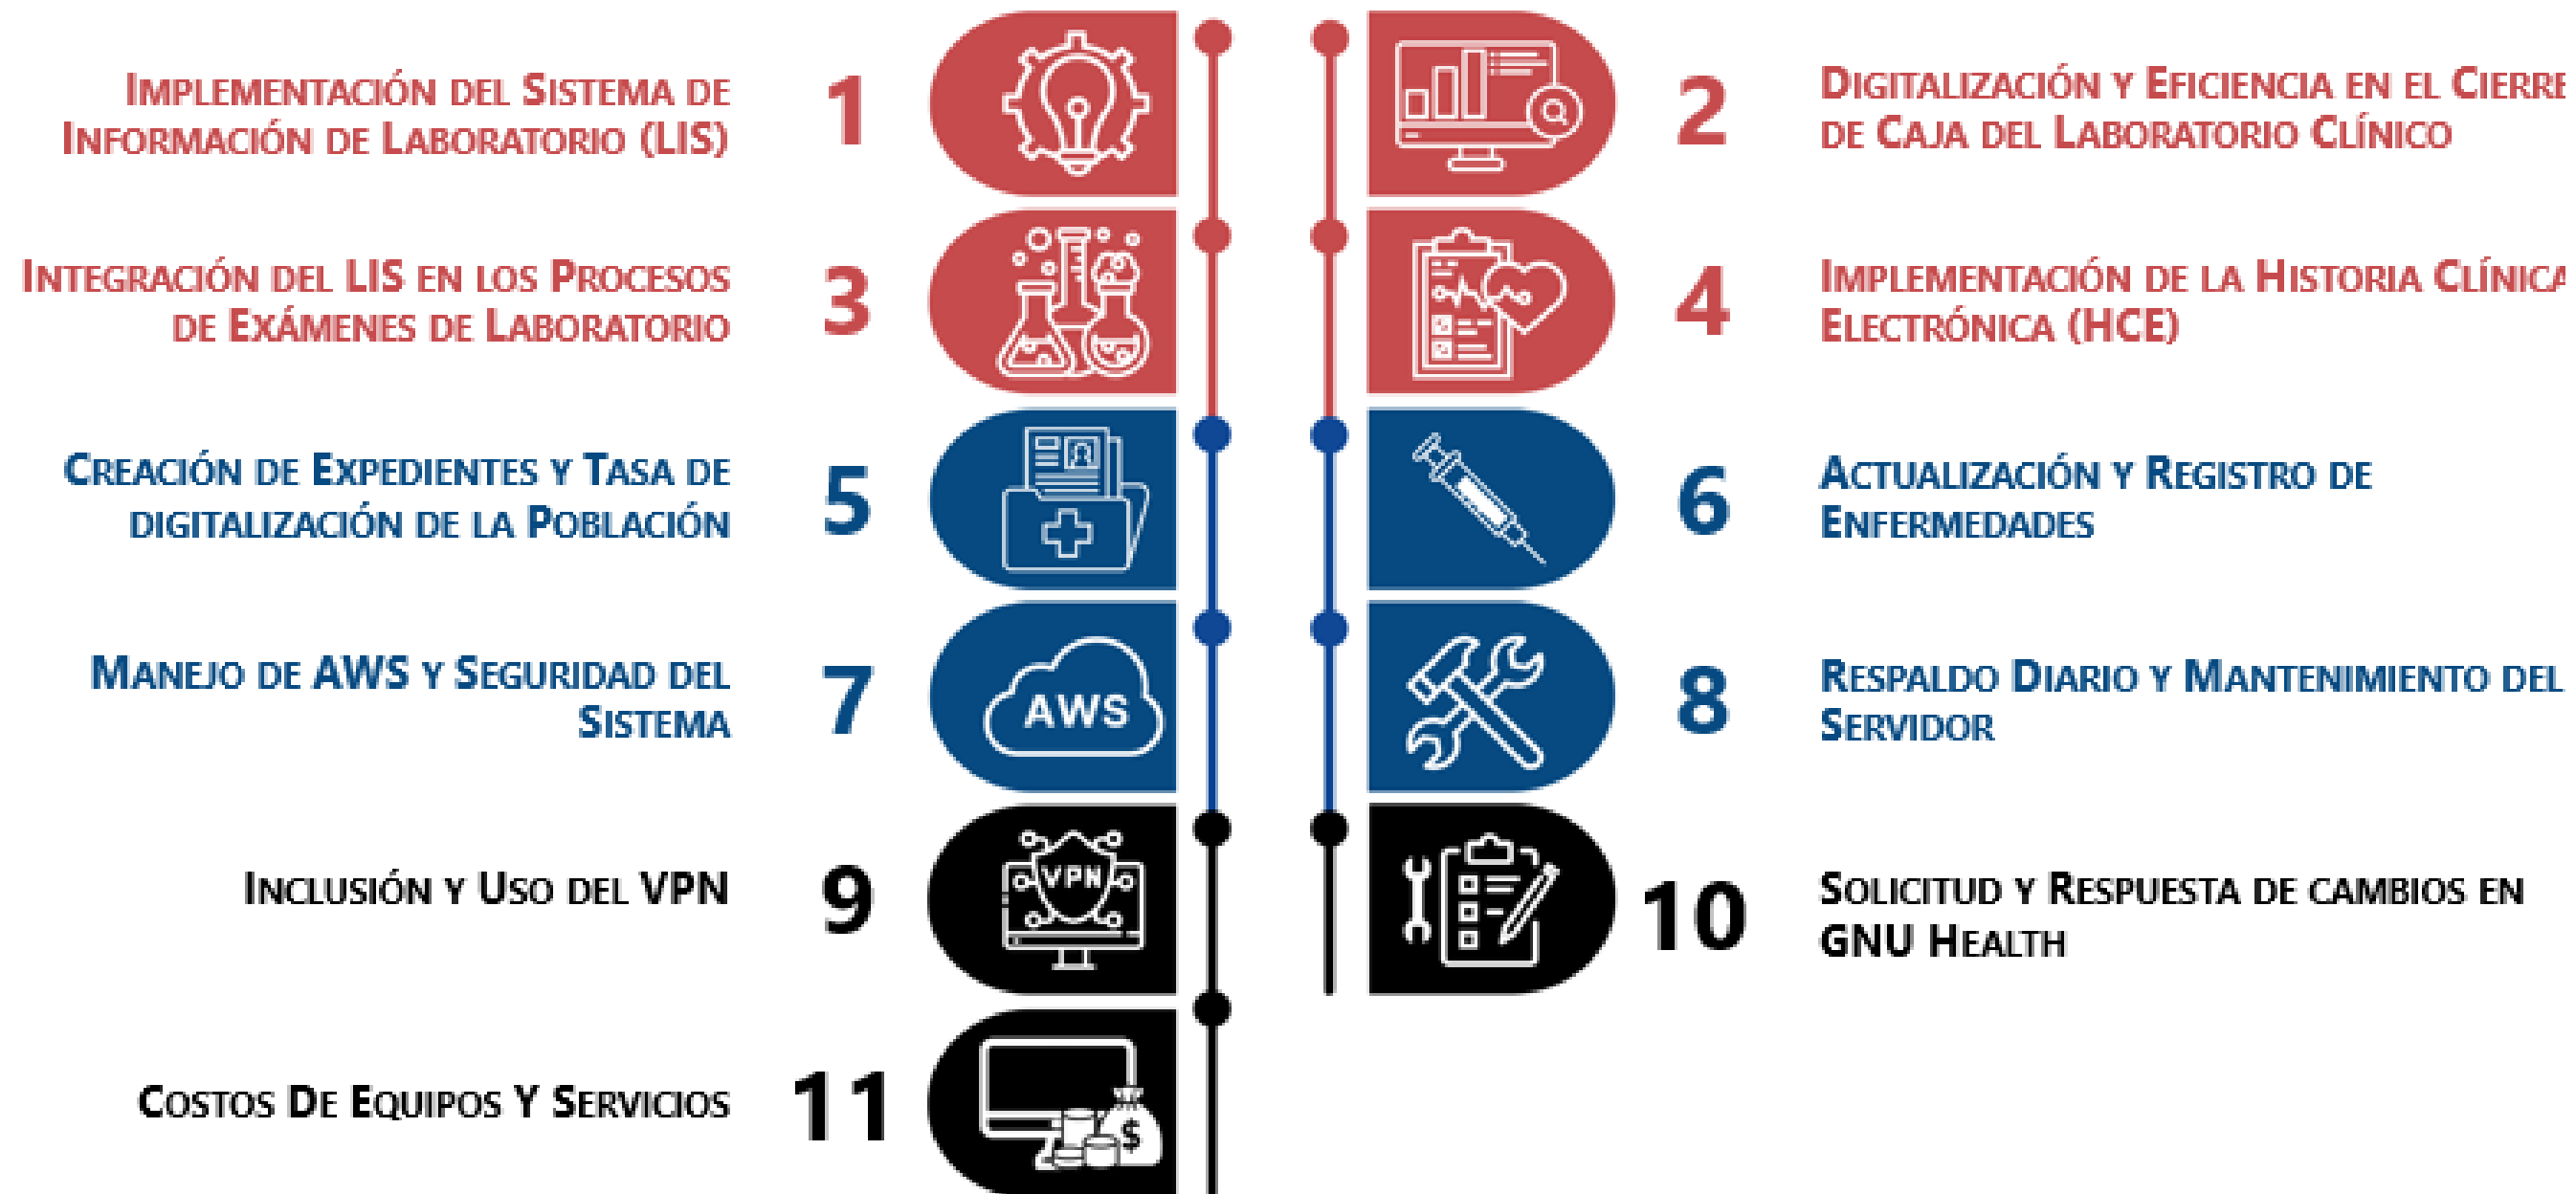 1
IMPLEMENTACIÓN DEL SISTEMA DE
INFORMACIÓN DE LABORATORIO (LIS)
2
DIGITALIZACIÓN Y EFICIENCIA EN EL CIERRE
DE CAJA DEL LABORATORIO CLÍNICO
3
INTEGRACIÓN DEL LIS EN LOS PROCESOS
DE EXÁMENES DE LABORATORIO
4
IMPLEMENTACIÓN DE LA HISTORIA CLÍNICA
ELECTRÓNICA (HCE)
5
CREACIÓN DE EXPEDIENTES Y TASA DE
DIGITALIZACIÓN DE LA POBLACIÓN
6
ACTUALIZACIÓN Y REGISTRO DE
ENFERMEDADES
7
MANEJO DE AWS Y SEGURIDAD DEL
SISTEMA
AWS
8
RESPALDO DIARIO Y MANTENIMIENTO DEL
SERVIDOR
9
INCLUSIÓN Y USO DEL VPN
VPN
10
SOLICITUD Y RESPUESTA DE CAMBIOS EN
GNU HEALTH
11
COSTOS DE EQUIPOS Y SERVICIOS
$